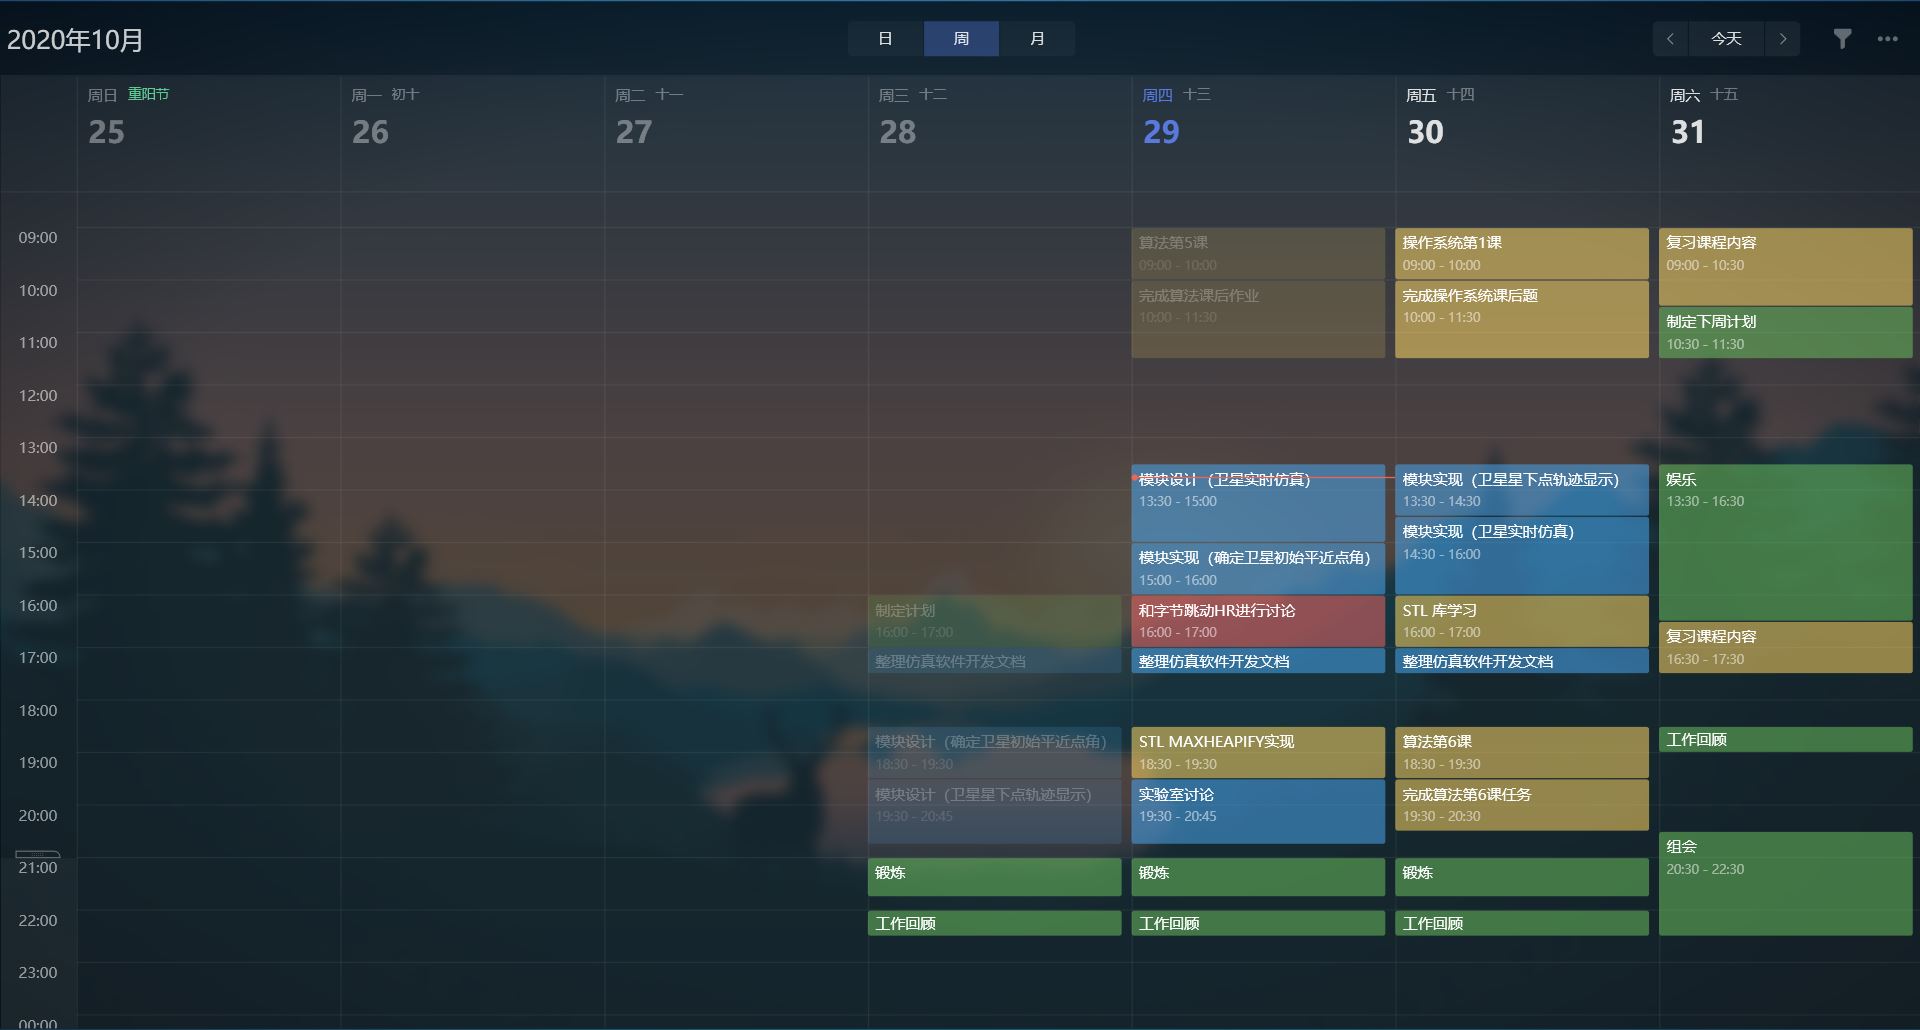 2020年10月
日 周 月
今天
周日 重阳节
25
周一 初十
26
周二 十一
27
周三 十二
28
周四 十三
29
周五 十四
30
周六 十五
31
09:00
10:00
11:00
12:00
13:00
14:00
15:00
16:00
17:00
18:00
19:00
20:00
21:00
22:00
23:00
00:00
制定计划
16:00 - 17:00
整理仿真软件开发文档
模块设计（确定卫星初始平近点角）
18:30 - 19:30
模块设计（卫星星下点轨迹显示）
19:30 - 20:45
锻炼
工作回顾
算法第5课
09:00 - 10:00
完成算法课后作业
10:00 - 11:30
模块设计（卫星实时仿真）
13:30 - 15:00
模块实现（确定卫星初始平近点角）
15:00 - 16:00
和字节跳动HR进行讨论
16:00 - 17:00
整理仿真软件开发文档
STL MAXHEAPIFY实现
18:30 - 19:30
实验室讨论
19:30 - 20:45
锻炼
工作回顾
操作系统第1课
09:00 - 10:00
完成操作系统课后题
10:00 - 11:30
模块实现（卫星星下点轨迹显示）
13:30 - 14:30
模块实现（卫星实时仿真）
14:30 - 16:00
STL 库学习
16:00 - 17:00
整理仿真软件开发文档
算法第6课
18:30 - 19:30
完成算法第6课任务
19:30 - 20:30
锻炼
工作回顾
复习课程内容
09:00 - 10:30
制定下周计划
10:30 - 11:30
娱乐
13:30 - 16:30
复习课程内容
16:30 - 17:30
工作回顾
组会
20:30 - 22:30